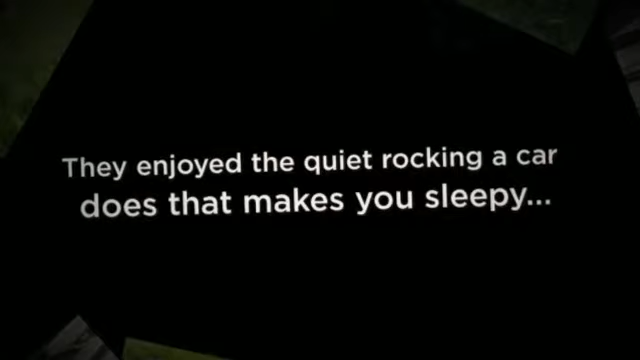 They enjoyed the quiet rocking a car
does that makes you sleepy...